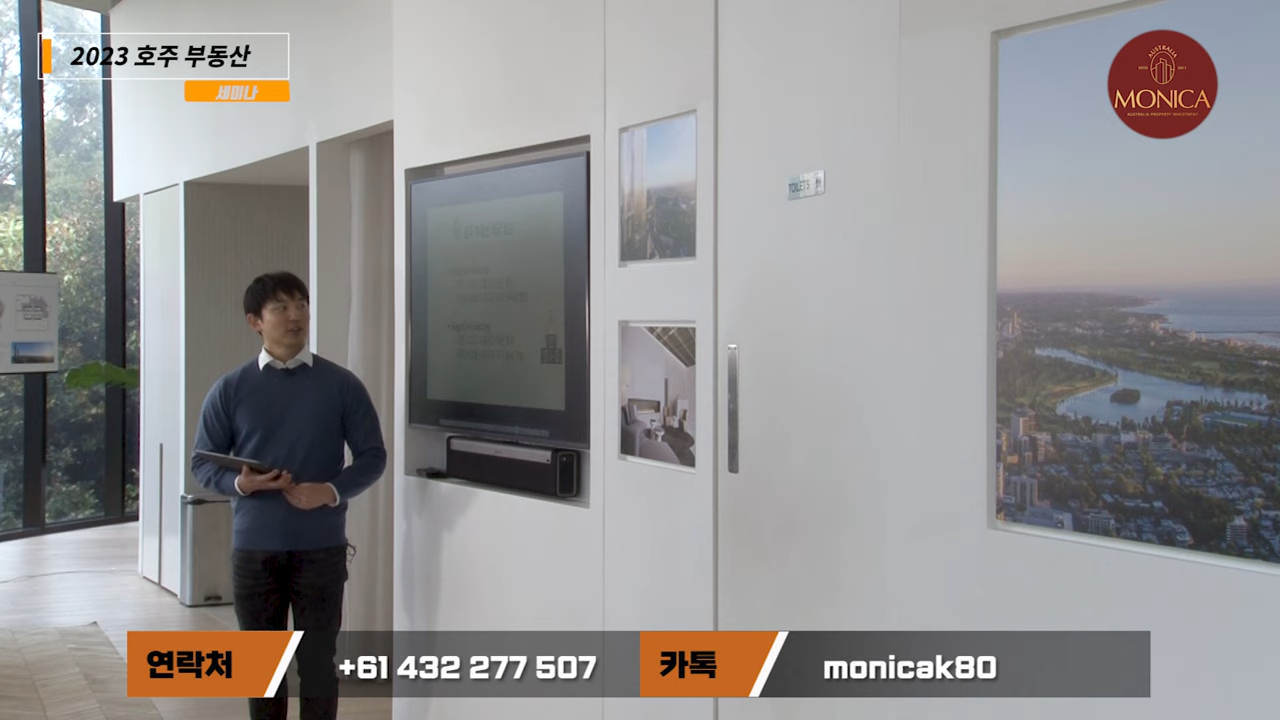 2023 호주 부동산
세미나
AUSTRALIA
MONICA
AUSTRALIA PROPERTY INVESTMENT
TOILETS
연락처
+61 432 277 507
카톡
monicak80